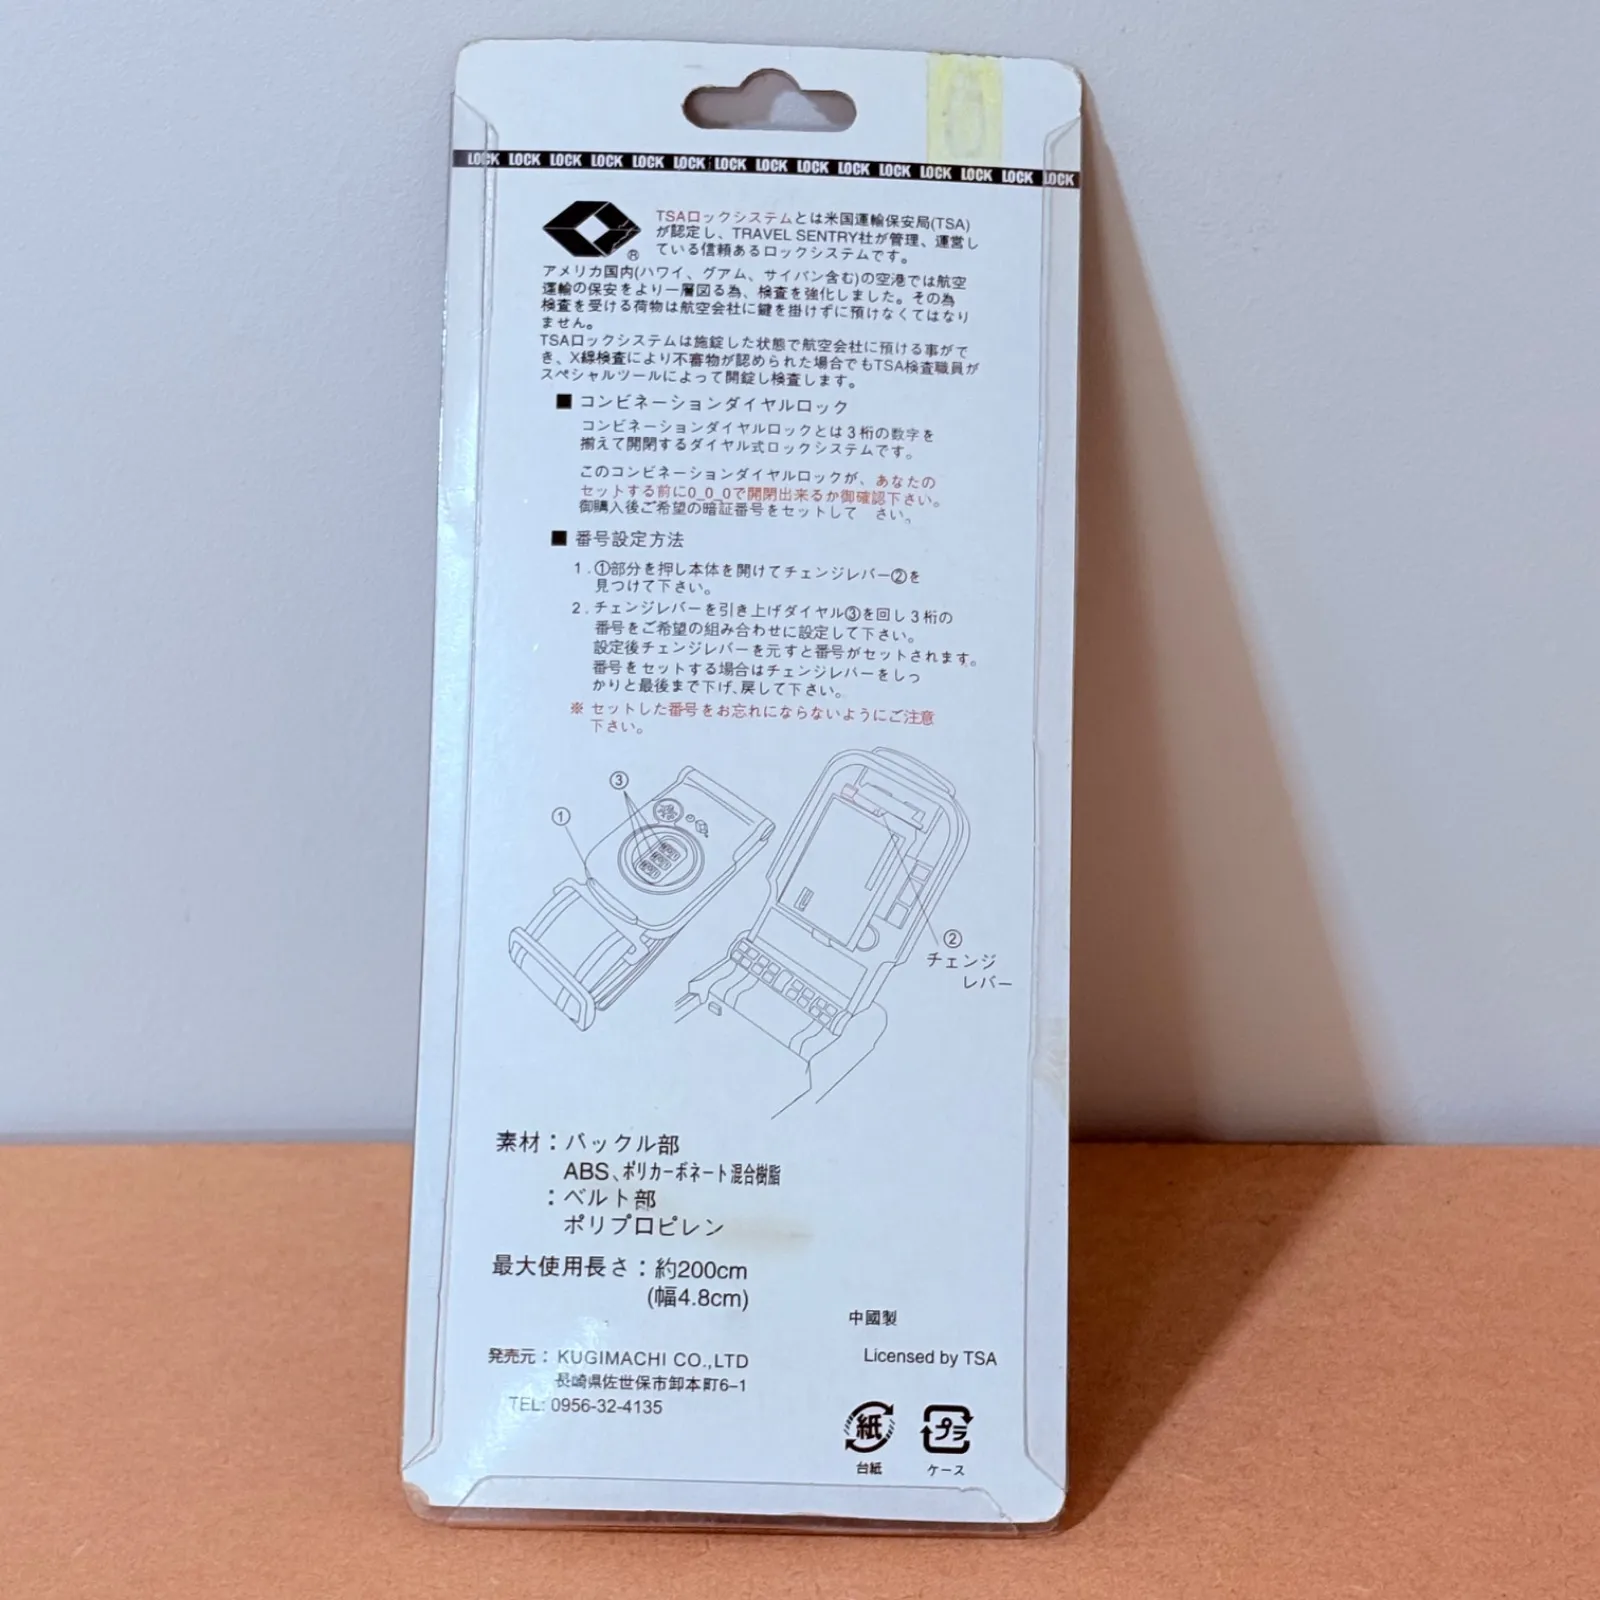 LOCK LOCK LOCK LOCK LOCK LOCK LOCK LOCK LOCK LOCK LOCK LOCK LOCK LOCK LOCK
TSAロックシステムとは米国運輸保安局(TSA)
が認定し、TRAVEL SENTRY社が管理、運営し
ている信頼あるロックシステムです。
®
アメリカ国内(ハワイ、グアム、サイパン含む)の空港では航空
運輸の保安をより一層図る為、検査を強化しました。その為
検査を受ける荷物は航空会社に鍵を掛けずに預けなくてはなり
ません。
TSAロックシステムは施錠した状態で航空会社に預ける事がで
き、X線検査により不審物が認められた場合でもTSA検査職員が
スペシャルツールによって開錠し検査します。
■ コンビネーションダイヤルロック
コンビネーションダイヤルロックとは3桁の数字を
揃えて開閉するダイヤル式ロックシステムです。
このコンビネーションダイヤルロックが、あなたの
セットする前に0_0_0で開閉出来るか御確認下さい。
御購入後ご希望の暗証番号をセットして さい。
■ 番号設定方法
1.①部分を押し本体を開けてチェンジレバー②を
見つけて下さい。
2.チェンジレバーを引き上げダイヤル③を回し3桁の
番号をご希望の組み合わせに設定して下さい。
設定後チェンジレバーを元すと番号がセットされます。
番号をセットする場合はチェンジレバーをしっ
かりと最後まで下げ、戻して下さい。
※ セットした番号をお忘れにならないようにご注意
下さい。
③
①
②
チェンジ
レバー
素材：バックル部
ABS、ポリカーボネート混合樹脂
：ベルト部
ポリプロピレン
最大使用長さ：約200cm
(幅4.8cm)
中國製
発売元： KUGIMACHI CO.,LTD
Licensed by TSA
長崎県佐世保市卸本町6-1
TEL: 0956-32-4135
紙 プラ
台紙 ケース